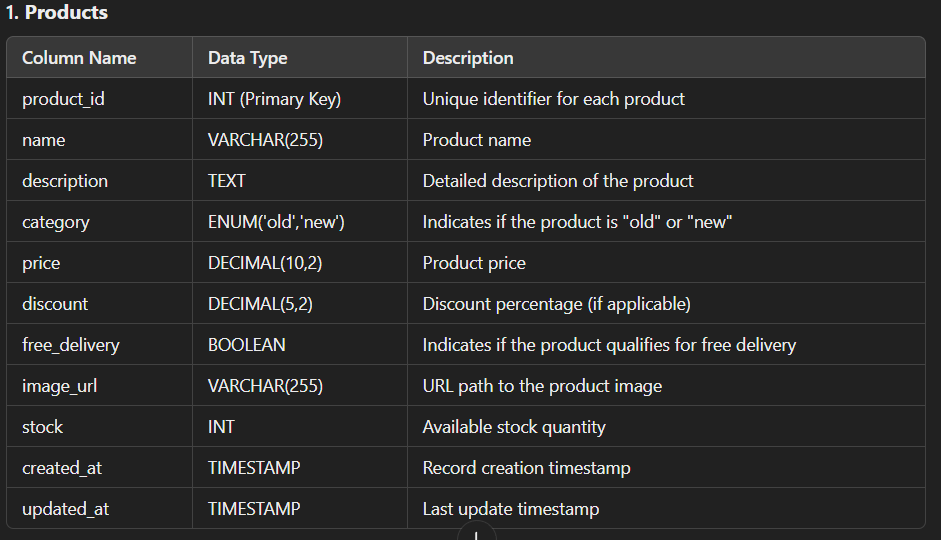 1. Products
Column Name Data Type Description
product_id INT (Primary Key) Unique identifier for each product
name VARCHAR(255) Product name
description TEXT Detailed description of the product
category ENUM('old','new') Indicates if the product is "old" or "new"
price DECIMAL(10,2) Product price
discount DECIMAL(5,2) Discount percentage (if applicable)
free_delivery BOOLEAN Indicates if the product qualifies for free delivery
image_url VARCHAR(255) URL path to the product image
stock INT Available stock quantity
created_at TIMESTAMP Record creation timestamp
updated_at TIMESTAMP Last update timestamp